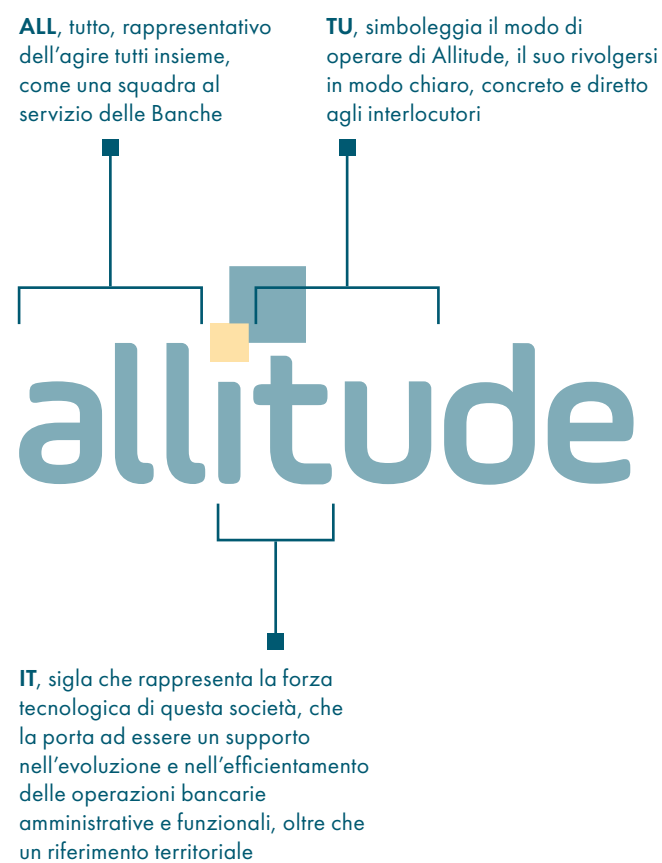 ALL, tutto, rappresentativo
dell’agire tutti insieme,
come una squadra al
servizio delle Banche
TU, simboleggia il modo di
operare di Allitude, il suo rivolgersi
in modo chiaro, concreto e diretto
agli interlocutori
allitude
IT, sigla che rappresenta la forza
tecnologica di questa società, che
la porta ad essere un supporto
nell’evoluzione e nell’efficientamento
delle operazioni bancarie
amministrative e funzionali, oltre che
un riferimento territoriale